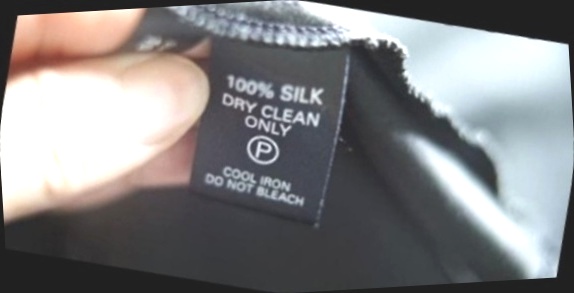 100% SILK
DRY CLEAN
ONLY
P
COOL IRON
DO NOT BLEACH